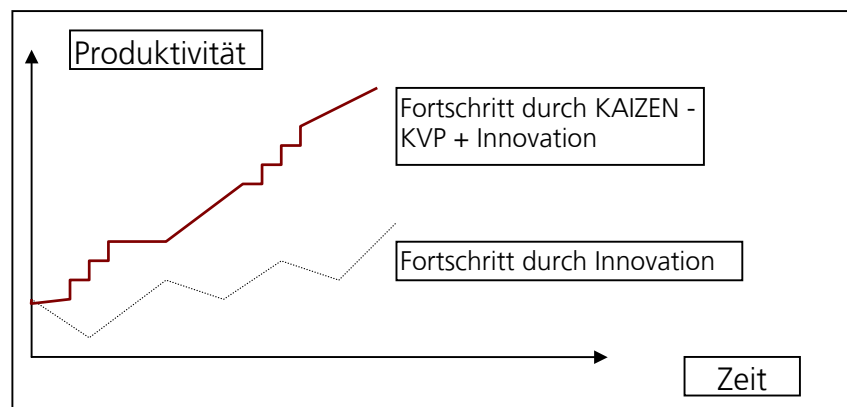 Produktivität
Fortschritt durch KAIZEN -
KVP + Innovation
Fortschritt durch Innovation
Zeit